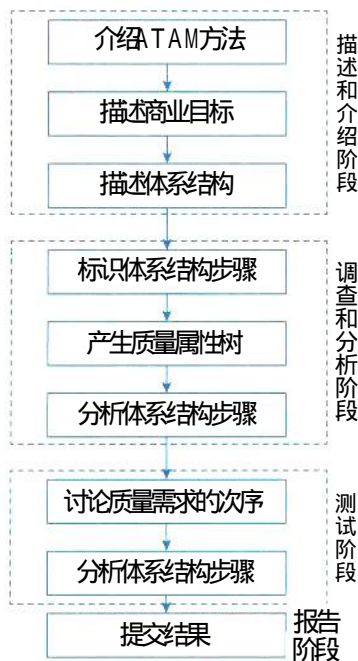 介绍ATAM方法
描述商业目标
描述体系结构
描述和介绍阶段
标识体系结构步骤
产生质量属性树
分析体系结构步骤
调查和分析阶段
讨论质量需求的次序
分析体系结构步骤
测试阶段
提交结果
报告
阶段